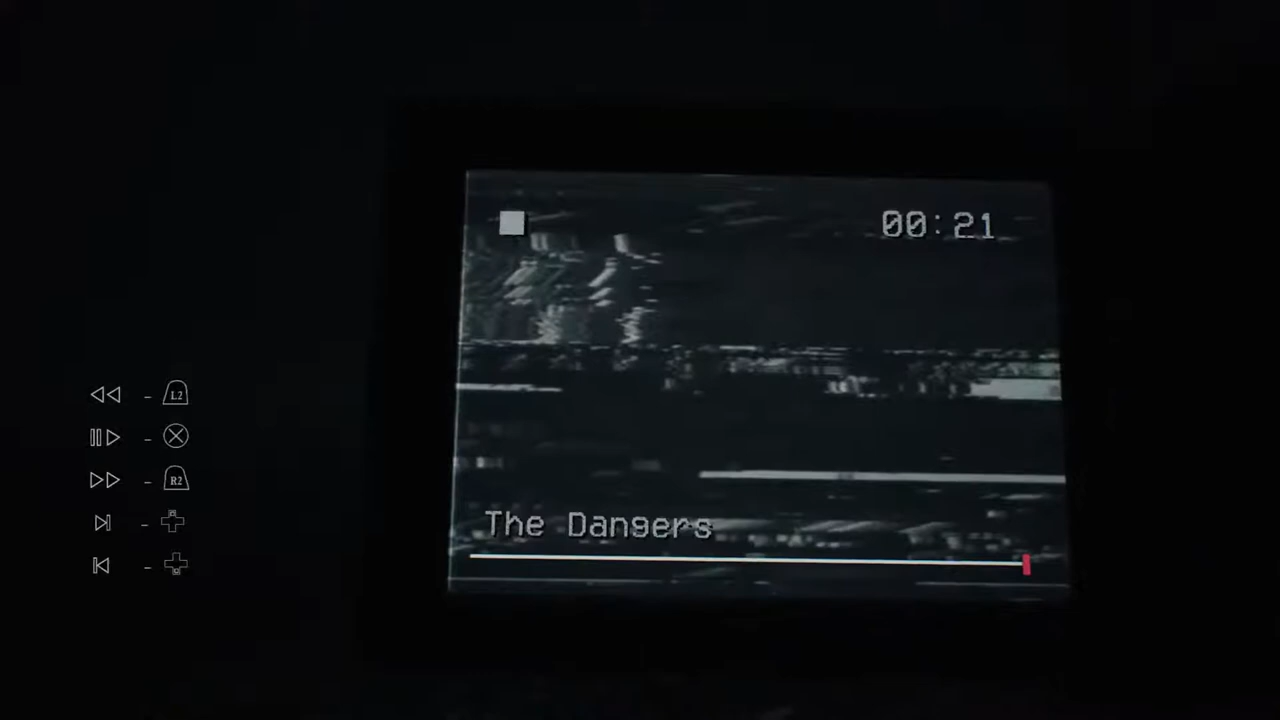 00:21
- L2
-
- R2
-
-
The Dangers